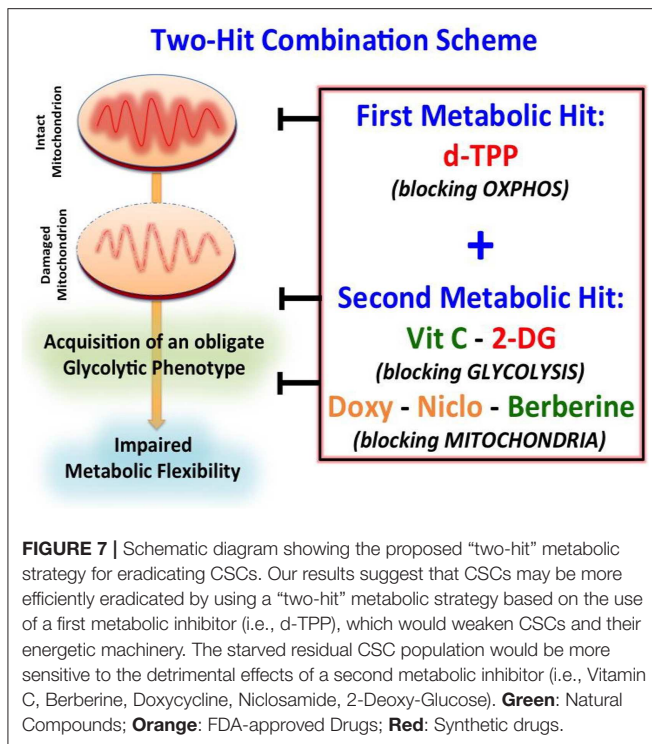 Two-Hit Combination Scheme
Intact
Mitochondrion
Damaged
Mitochondrion
Acquisition of an obligate
Glycolytic Phenotype
Impaired
Metabolic Flexibility
First Metabolic Hit:
d-TPP
(blocking OXPHOS)
+
Second Metabolic Hit:
Vit C - 2-DG
(blocking GLYCOLYSIS)
Doxy - Niclo - Berberine
(blocking MITOCHONDRIA)
FIGURE 7 | Schematic diagram showing the proposed “two-hit” metabolic
strategy for eradicating CSCs. Our results suggest that CSCs may be more
efficiently eradicated by using a “two-hit” metabolic strategy based on the use
of a first metabolic inhibitor (i.e., d-TPP), which would weaken CSCs and their
energetic machinery. The starved residual CSC population would be more
sensitive to the detrimental effects of a second metabolic inhibitor (i.e., Vitamin
C, Berberine, Doxycycline, Niclosamide, 2-Deoxy-Glucose). Green: Natural
Compounds; Orange: FDA-approved Drugs; Red: Synthetic drugs.